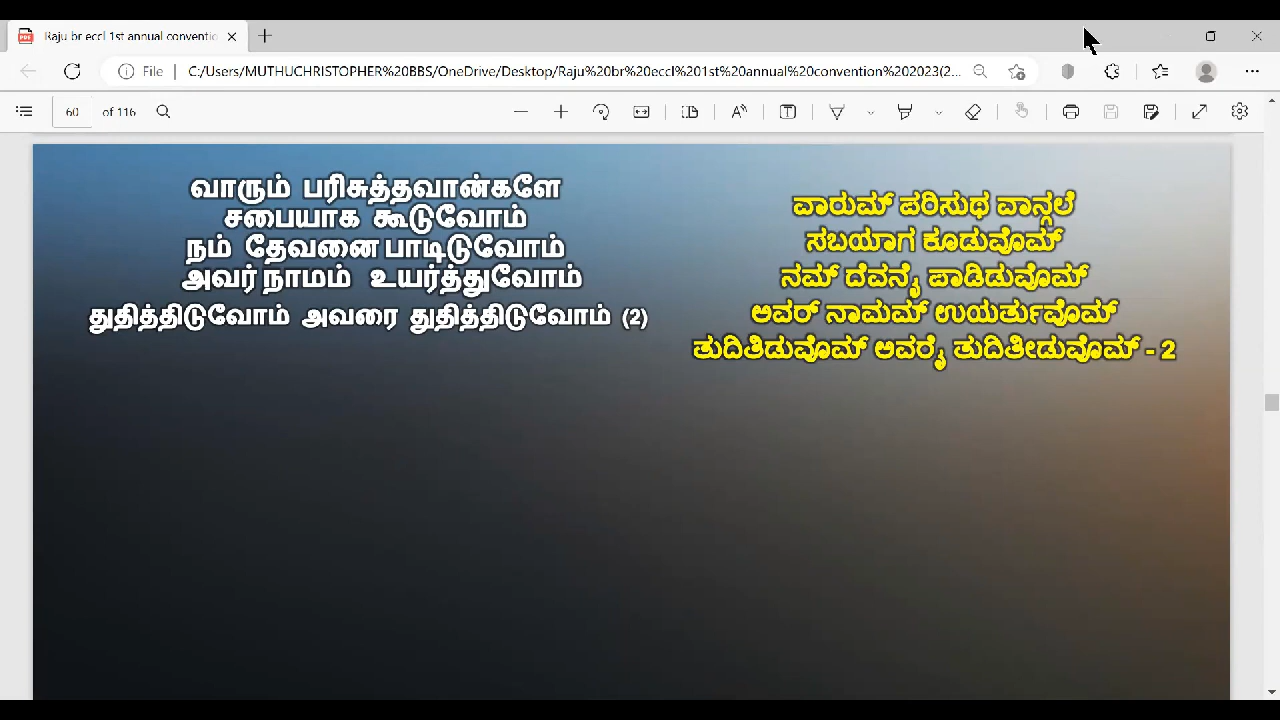 Raju br eccl 1st annual conventio
File
C:/Users/MUTHUCHRISTOPHER%20BBS/OneDrive/Desktop/Raju%20br%20eccl%201st%20annual%20convention%202023(2...
60 of 116
வாரும் பரிசுத்தவான்களே
சபையாக கூடுவோம்
நம் தேவனை பாடிடுவோம்
அவர் நாமம் உயர்த்துவோம்
துதித்திடுவோம் அவரை துதித்திடுவோம் (2)
ವಾರುಮ್ ಪರಿಸುಥ ವಾನ್ಗಲೆ
ಸಬಯಾಗ ಕೂಡುವೊಮ್
ನಮ್ ದೆವನೈ ಪಾಡಿಡುವೊಮ್
ಅವರ್ ನಾಮಮ್ ಉಯರ್ತುವೊಮ್
ತುದಿತಿಡುವೊಮ್ ಅವರೈ ತುದಿತೀಡುವೊಮ್ - 2